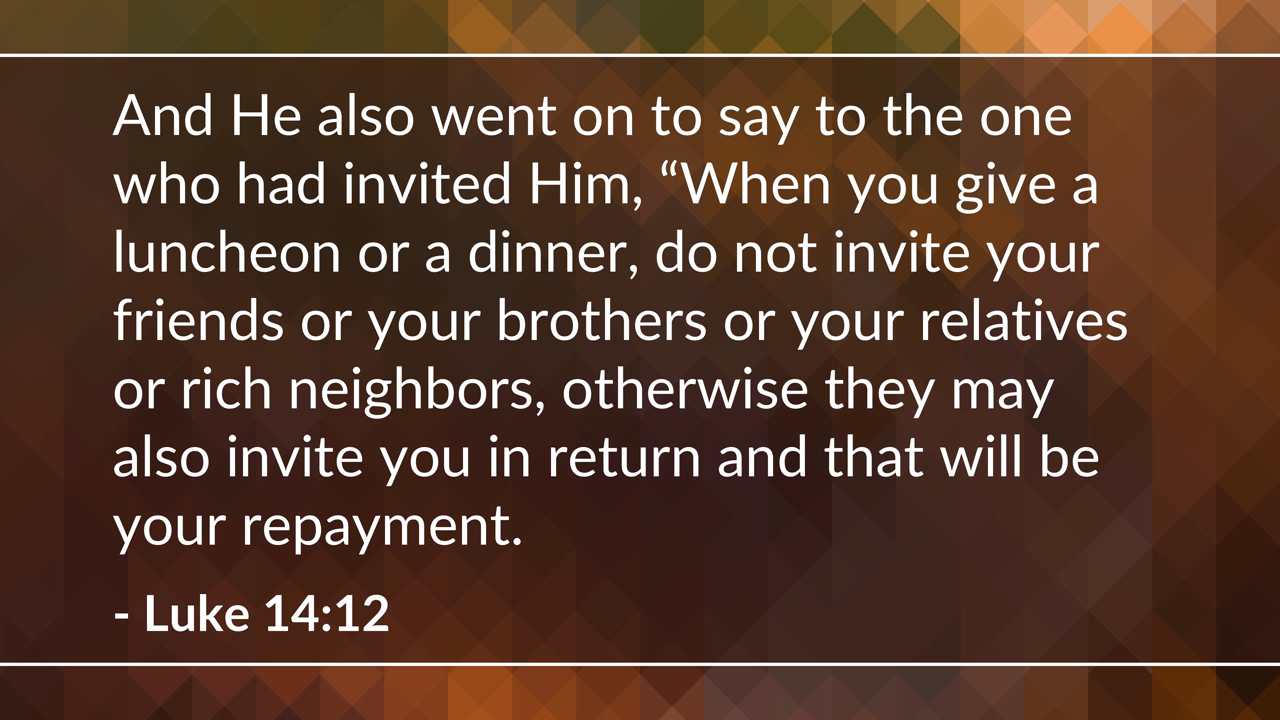 And He also went on to say to the one
who had invited Him, “When you give a
luncheon or a dinner, do not invite your
friends or your brothers or your relatives
or rich neighbors, otherwise they may
also invite you in return and that will be
your repayment.
- Luke 14:12